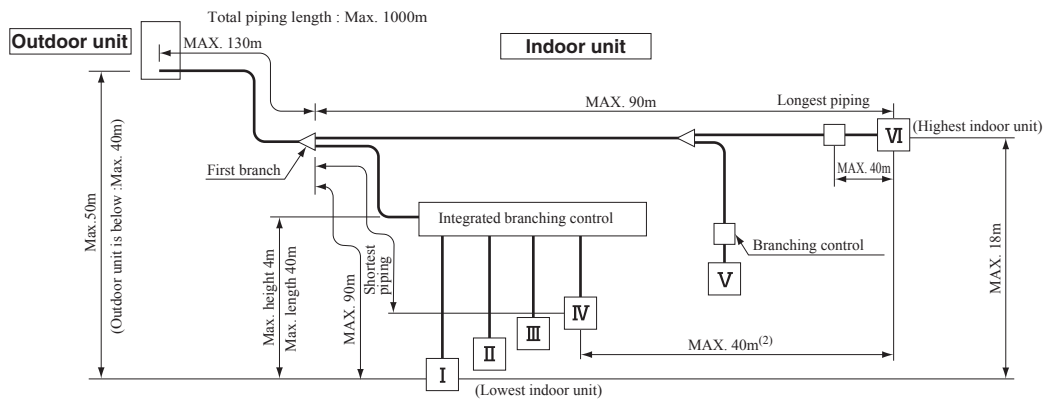 Total piping length : Max. 1000m
Outdoor unit
MAX. 130m
Indoor unit
MAX. 90m
Longest piping
VI
(Highest indoor unit)
First branch
MAX. 40m
Max.50m
(Outdoor unit is below :Max. 40m)
Integrated branching control
Branching control
V
MAX. 18m
Max. height 4m
Max. length 40m
MAX. 90m
Shortest
piping
IV
III
II
I
MAX. 40m(2)
(Lowest indoor unit)